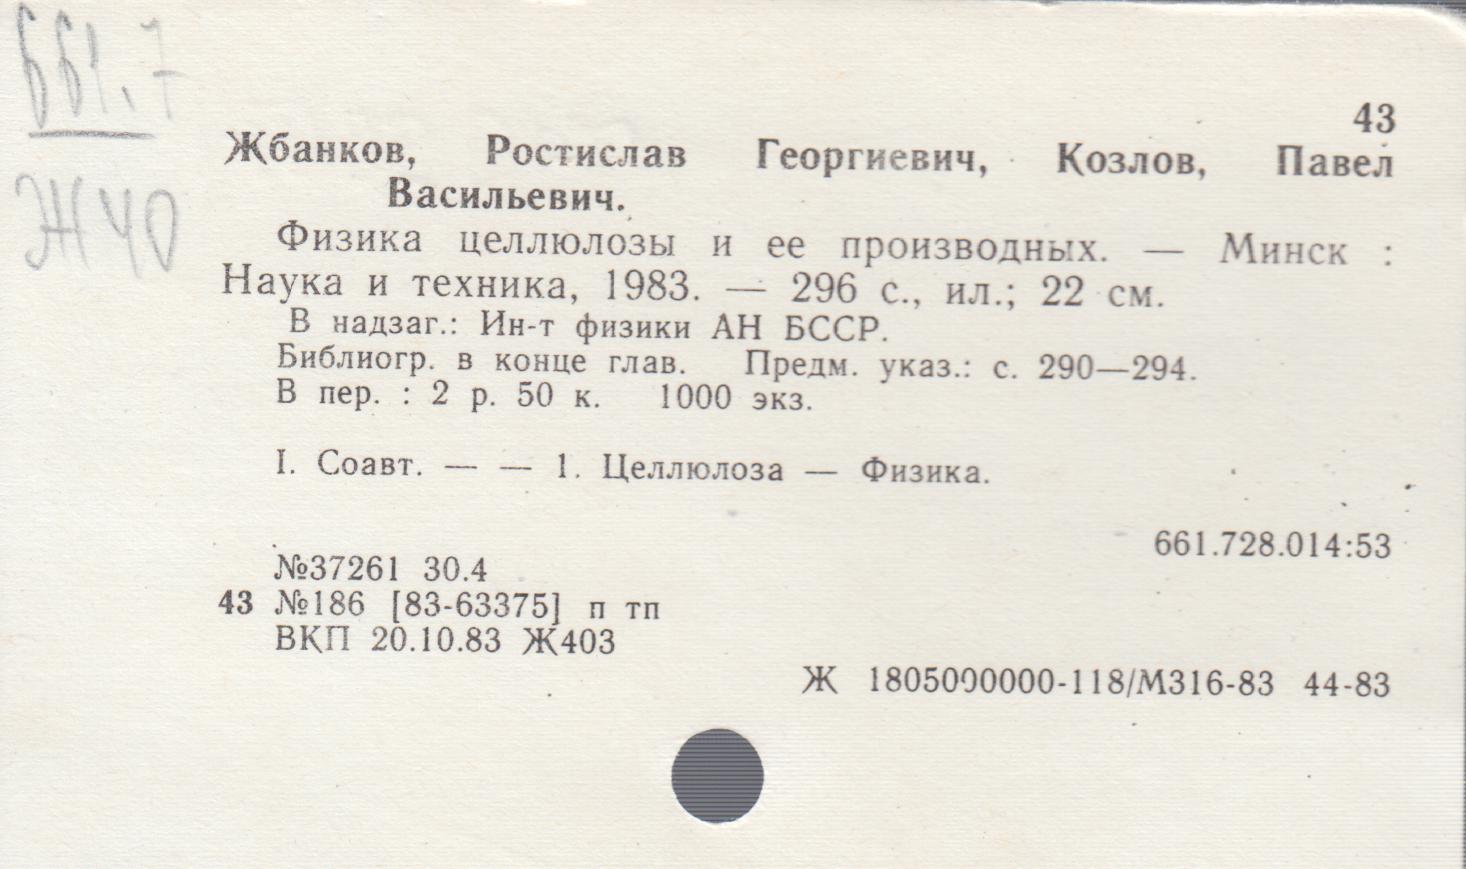 661.7
Ж40
43
Жбанков, Ростислав Георгиевич, Козлов, Павел
Васильевич.
Физика целлюлозы и ее производных. — Минск :
Наука и техника, 1983. — 296 с., ил.; 22 см.
В надзаг.: Ин-т физики АН БССР.
Библиогр. в конце глав. Предм. указ.: с. 290—294.
В пер. : 2 р. 50 к. 1000 экз.
I. Соавт. — — 1. Целлюлоза — Физика.
661.728.014:53
№37261 30.4
43 №186 [83-63375] п тп
ВКП 20.10.83 Ж403
Ж 1805000000-118/М316-83 44-83